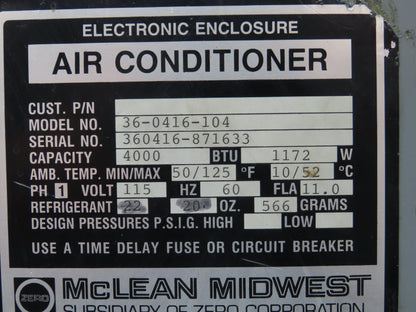 ELECTRONIC ENCLOSURE
AIR CONDITIONER
CUST. P/N
MODEL NO. 36-0416-104
SERIAL NO. 360416-871633
CAPACITY 4000 BTU 1172 W
AMB. TEMP. MIN/MAX 50/125 °F 10/52 °C
PH 1 VOLT 115 HZ 60 FLA 11.0
REFRIGERANT 22 20 OZ. 566 GRAMS
DESIGN PRESSURES P.S.I.G. HIGH LOW
USE A TIME DELAY FUSE OR CIRCUIT BREAKER
ZERO McLEAN MIDWEST
SUBSIDIARY OF ZERO CORPORATION